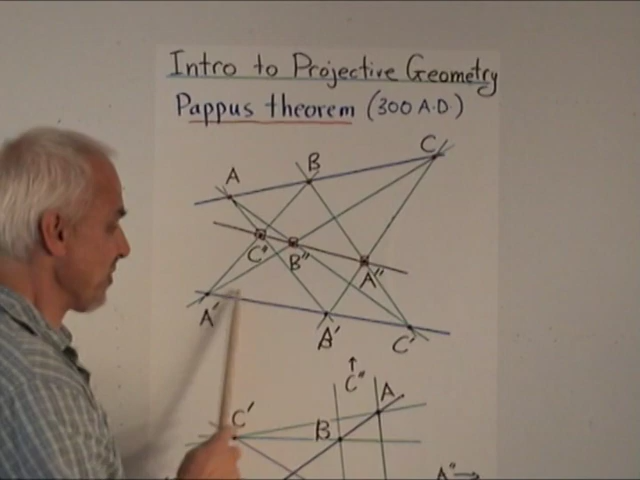 Intro to Projective Geometry
Pappus theorem (300 A.D.)
C
B
A
C"
B"
A"
A'
B'
C'
↑
C"
A
C'
B
A" →